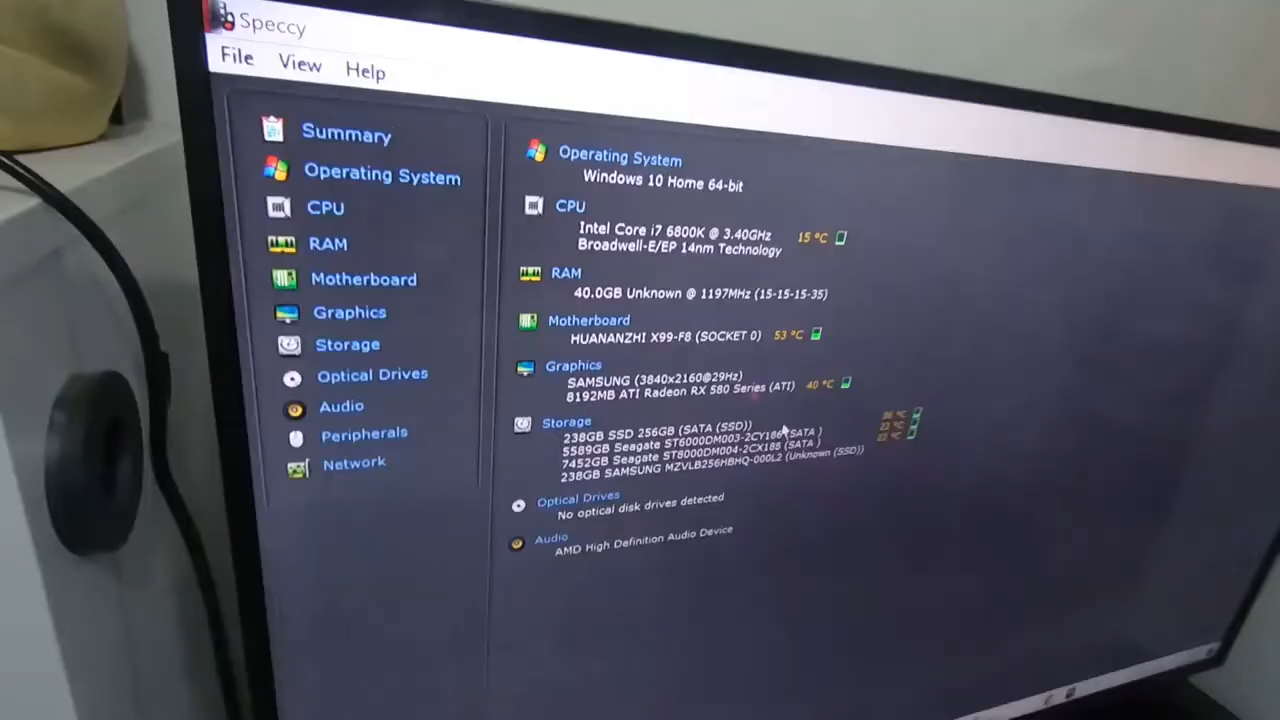 Speccy
File View Help
Summary
Operating System
CPU
RAM
Motherboard
Graphics
Storage
Optical Drives
Audio
Peripherals
Network
Operating System
Windows 10 Home 64-bit
CPU
Intel Core i7 6800K @ 3.40GHz 15 °C
Broadwell-E/EP 14nm Technology
RAM
40.0GB Unknown @ 1197MHz (15-15-15-35)
Motherboard
HUANANZHI X99-F8 (SOCKET 0) 53 °C
Graphics
SAMSUNG (3840x2160@29Hz)
8192MB ATI Radeon RX 580 Series (ATI) 40 °C
Storage
238GB SSD 256GB (SATA (SSD))
5589GB Seagate ST6000DM003-2CY186 (SATA )
7452GB Seagate ST8000DM004-2CX188 (SATA )
238GB SAMSUNG MZVLB256HBHQ-000L2 (Unknown (SSD))
Optical Drives
No optical disk drives detected
Audio
AMD High Definition Audio Device